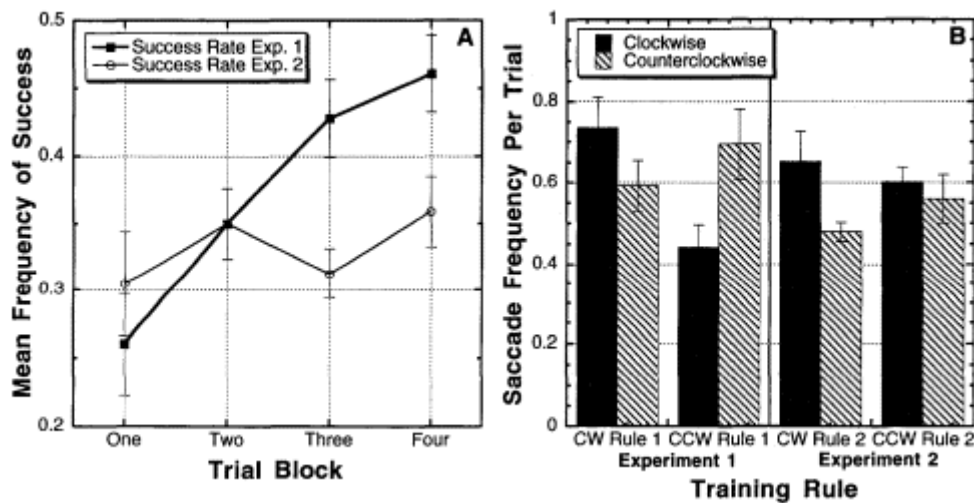 A
Success Rate Exp. 1
Success Rate Exp. 2
Mean Frequency of Success
0.5
0.4
0.3
0.2
One Two Three Four
Trial Block
B
Clockwise
Counterclockwise
Saccade Frequency Per Trial
1
0.8
0.6
0.4
0.2
0
CW Rule 1 CCW Rule 1 CW Rule 2 CCW Rule 2
Experiment 1 Experiment 2
Training Rule